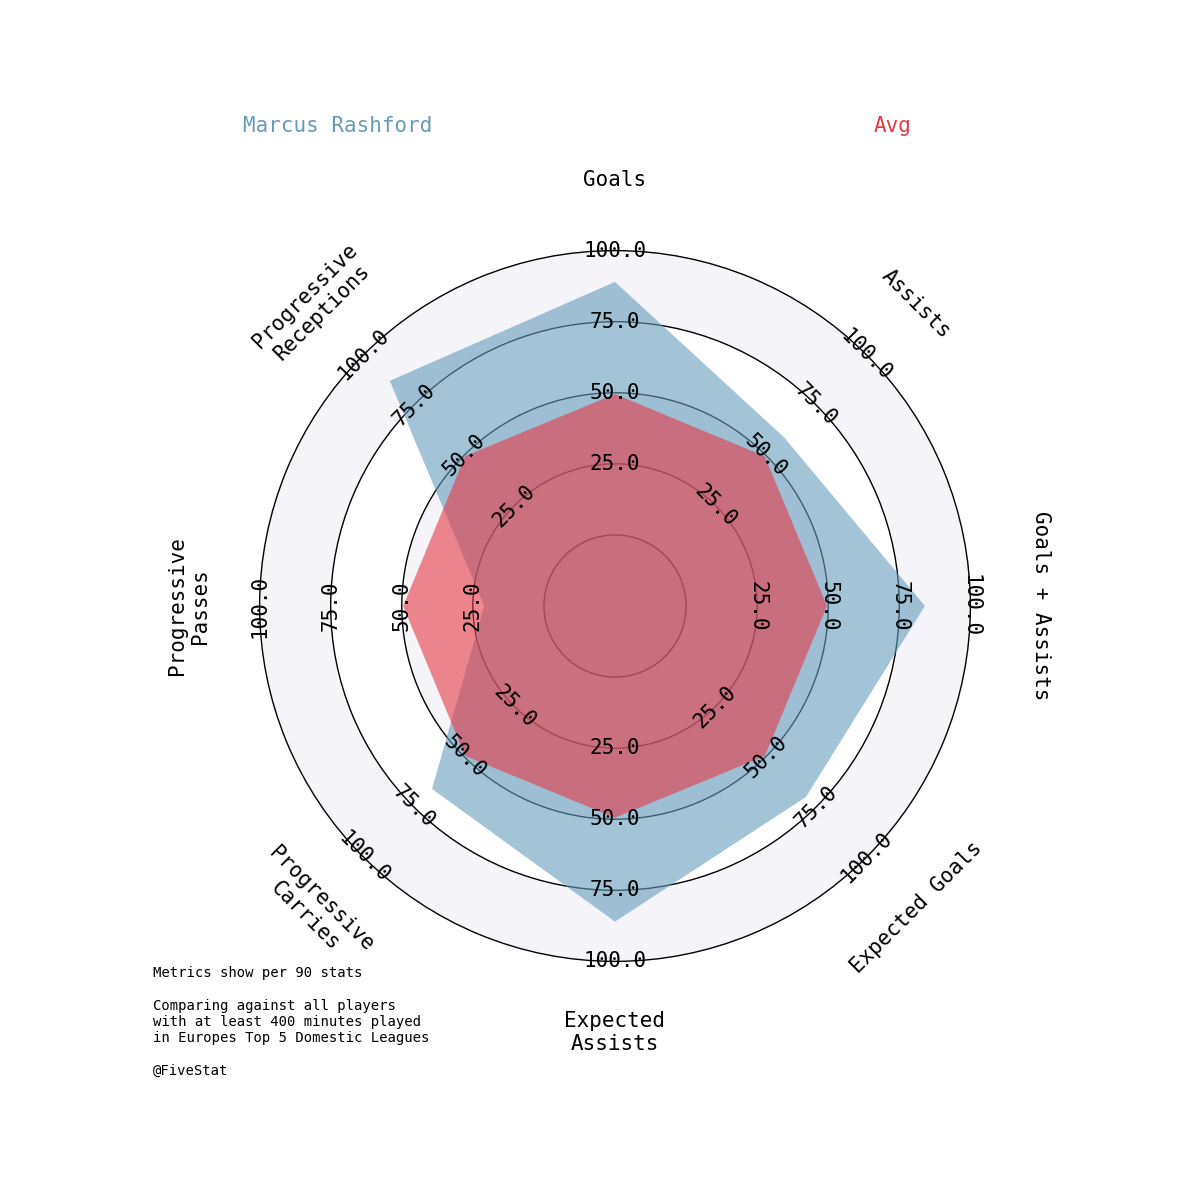 Marcus Rashford
Avg
Goals
Assists
Goals + Assists
Expected Goals
Expected
Assists
Progressive
Carries
Progressive
Passes
Progressive
Receptions
25.0
50.0
75.0
100.0
25.0
50.0
75.0
100.0
25.0
50.0
75.0
100.0
25.0
50.0
75.0
100.0
25.0
50.0
75.0
100.0
25.0
50.0
75.0
100.0
25.0
50.0
75.0
100.0
25.0
50.0
75.0
100.0
Metrics show per 90 stats
Comparing against all players
with at least 400 minutes played
in Europes Top 5 Domestic Leagues
@FiveStat